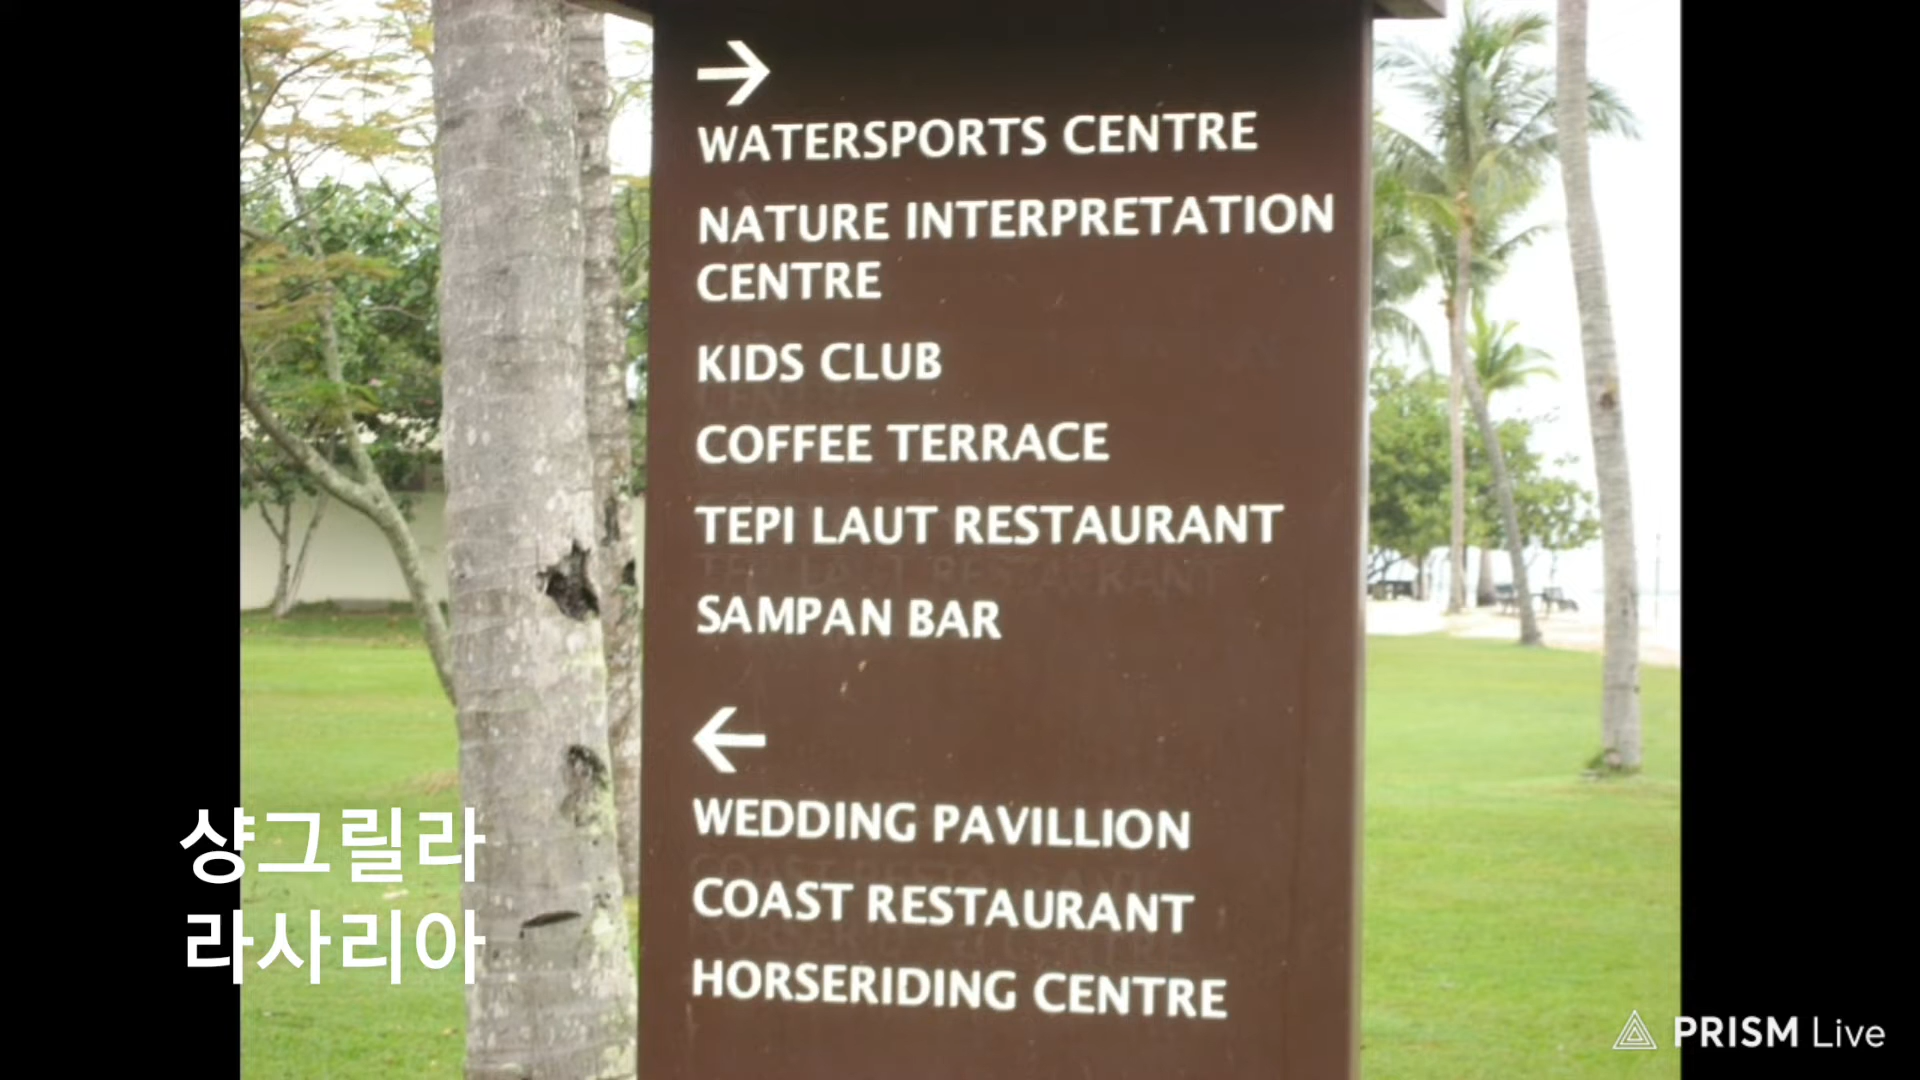 →
WATERSPORTS CENTRE
NATURE INTERPRETATION
CENTRE
KIDS CLUB
COFFEE TERRACE
TEPI LAUT RESTAURANT
SAMPAN BAR
←
WEDDING PAVILLION
COAST RESTAURANT
HORSERIDING CENTRE
샹그릴라
라사리아
PRISM Live